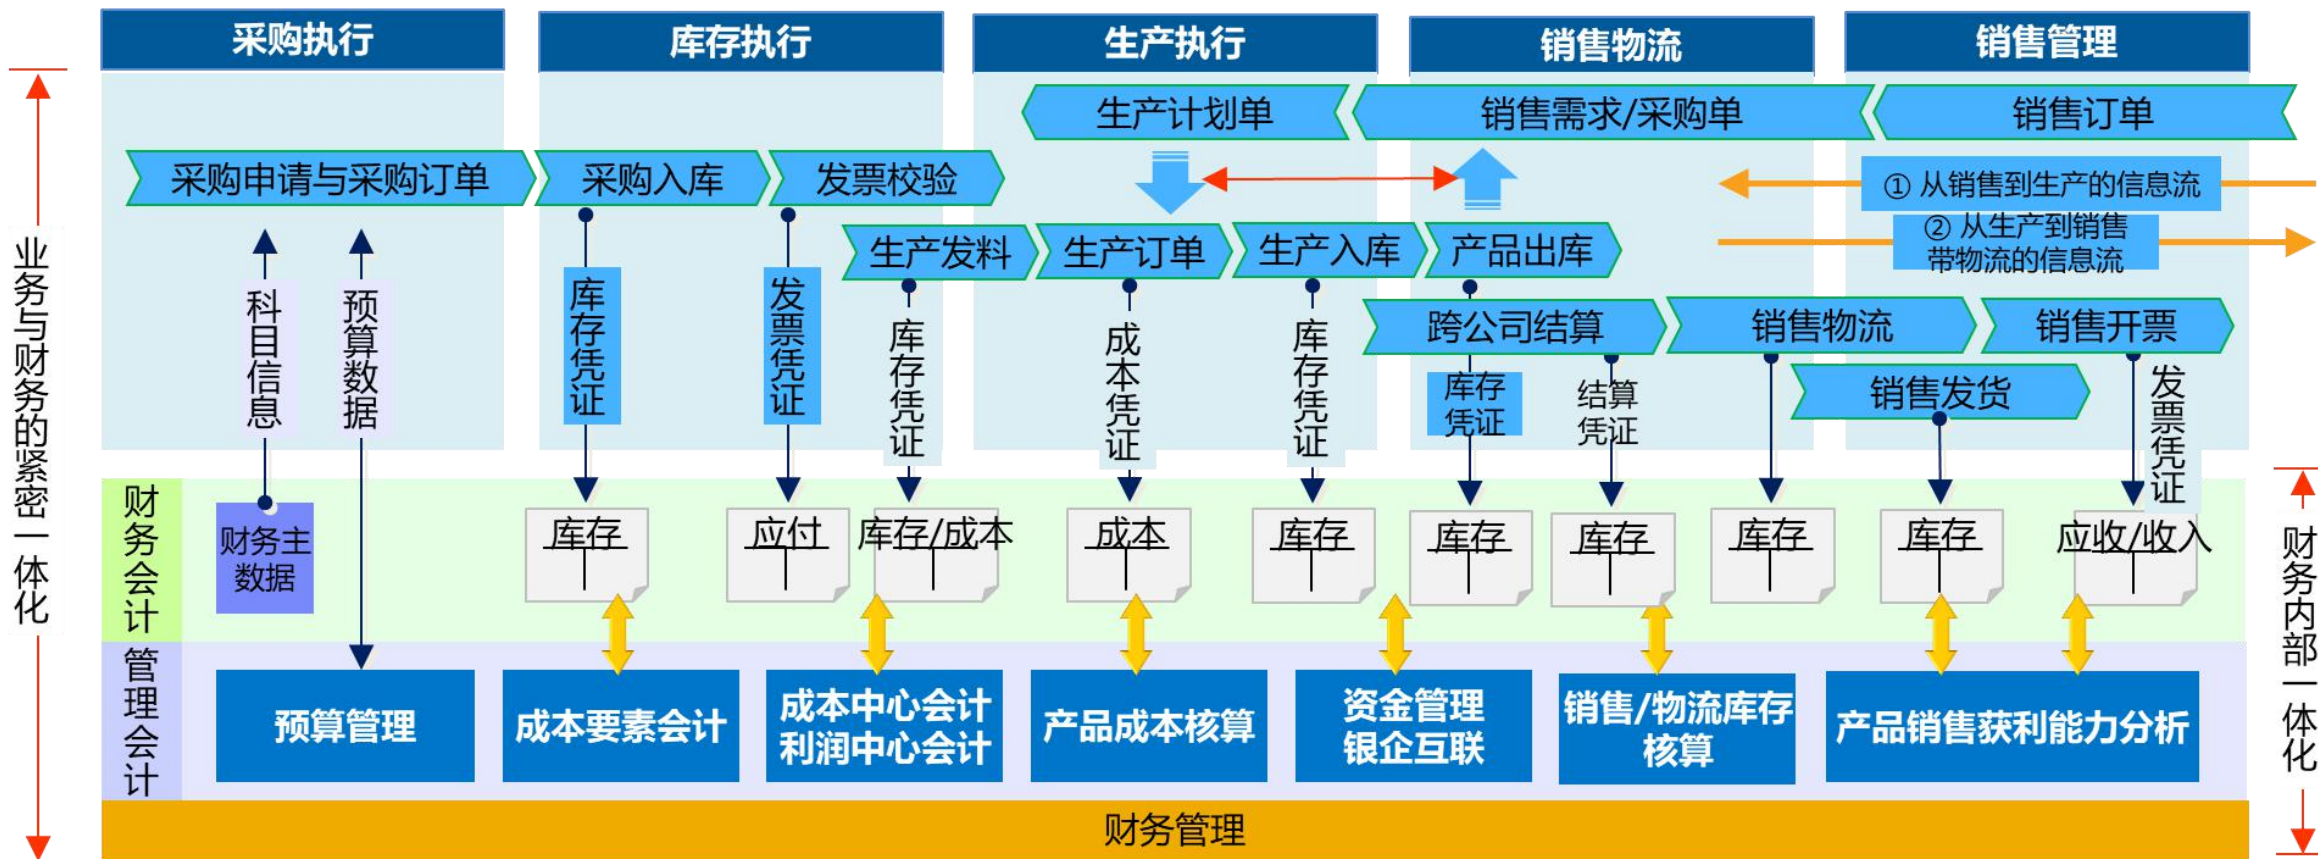 采购执行
库存执行
生产执行
销售物流
销售管理
生产计划单
销售需求/采购单
销售订单
采购申请与采购订单
采购入库
发票校验
① 从销售到生产的信息流
② 从生产到销售
带物流的信息流
生产发料
生产订单
生产入库
产品出库
跨公司结算
销售物流
销售开票
销售发货
业务与财务的紧密一体化
科目信息
预算数据
库存凭证
发票凭证
库存凭证
成本凭证
库存凭证
库存
凭证
结算
凭证
发票凭证
财务会计
财务主
数据
库存
应付
库存/成本
成本
库存
库存
库存
库存
库存
应收/收入
财务内部一体化
管理会计
预算管理
成本要素会计
成本中心会计
利润中心会计
产品成本核算
资金管理
银企互联
销售/物流库存
核算
产品销售获利能力分析
财务管理